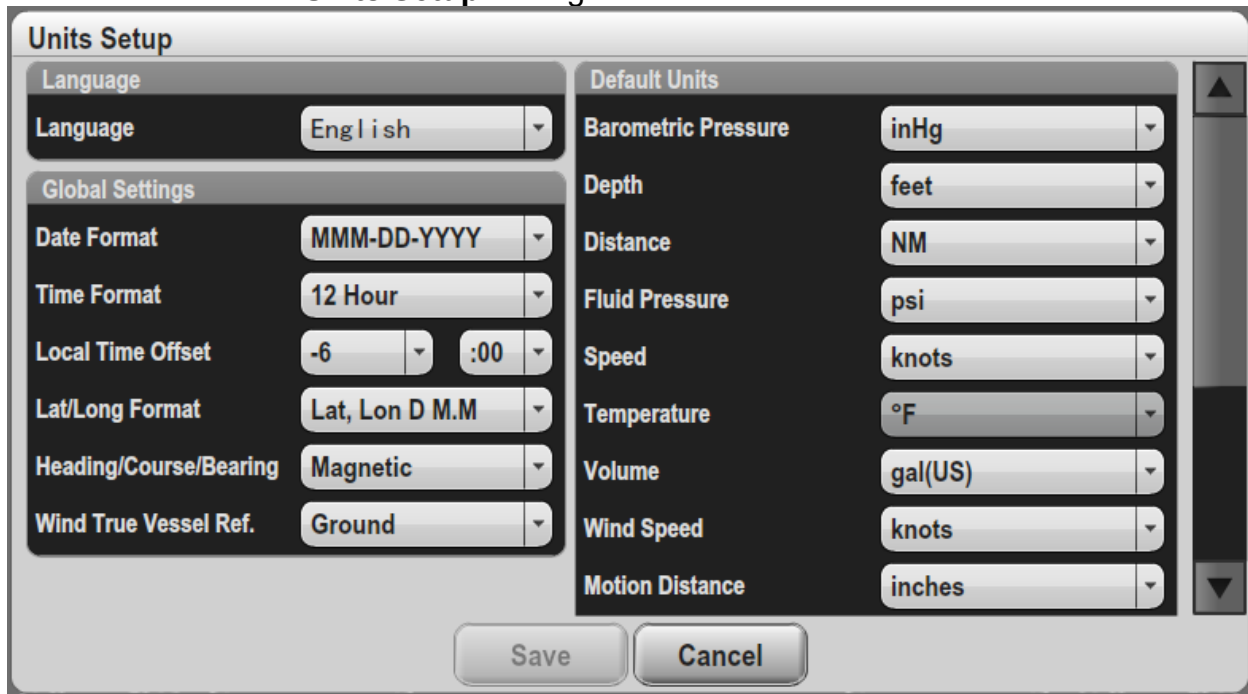 Units Setup
Language
Language English
Global Settings
Date Format MMM-DD-YYYY
Time Format 12 Hour
Local Time Offset -6 :00
Lat/Long Format Lat, Lon D M.M
Heading/Course/Bearing Magnetic
Wind True Vessel Ref. Ground
Default Units
Barometric Pressure inHg
Depth feet
Distance NM
Fluid Pressure psi
Speed knots
Temperature °F
Volume gal(US)
Wind Speed knots
Motion Distance inches
Save Cancel